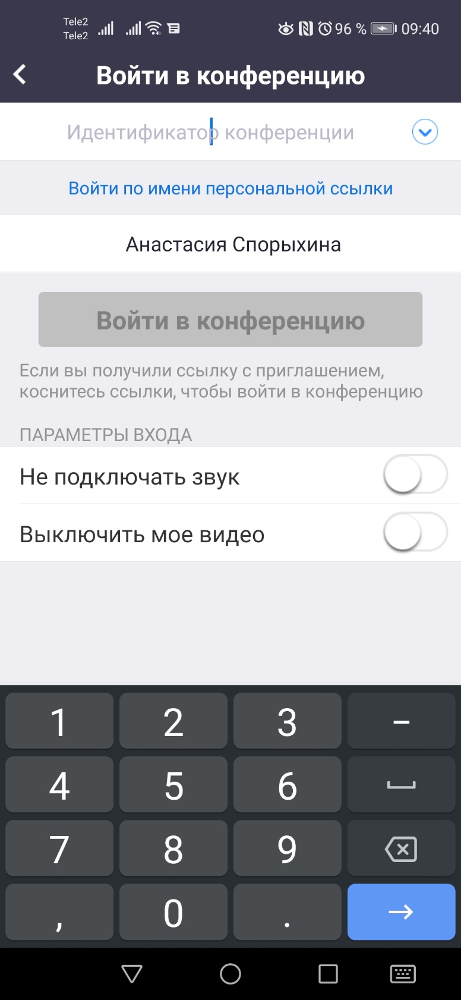 Tele2
Tele2
96 % 09:40
Войти в конференцию
Идентификатор конференции
Войти по имени персональной ссылки
Анастасия Спорыхина
Войти в конференцию
Если вы получили ссылку с приглашением,
коснитесь ссылки, чтобы войти в конференцию
ПАРАМЕТРЫ ВХОДА
Не подключать звук
Выключить мое видео
1 2 3 –
4 5 6
7 8 9
, 0 .